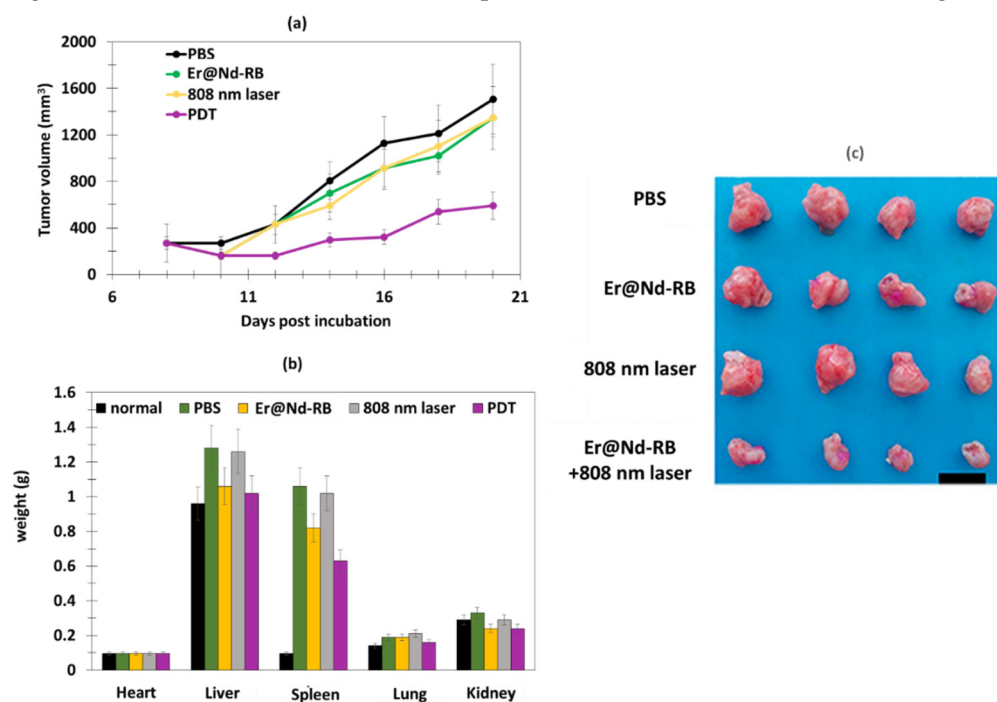 (a)
2000
1600
1200
800
400
0
Tumor volume (mm³)
PBS
Er@Nd-RB
808 nm laser
PDT
6 11 16 21
Days post incubation
(b)
1.6
1.4
1.2
1
0.8
0.6
0.4
0.2
0
weight (g)
normal PBS Er@Nd-RB 808 nm laser PDT
Heart Liver Spleen Lung Kidney
(c)
PBS
Er@Nd-RB
808 nm laser
Er@Nd-RB
+808 nm laser